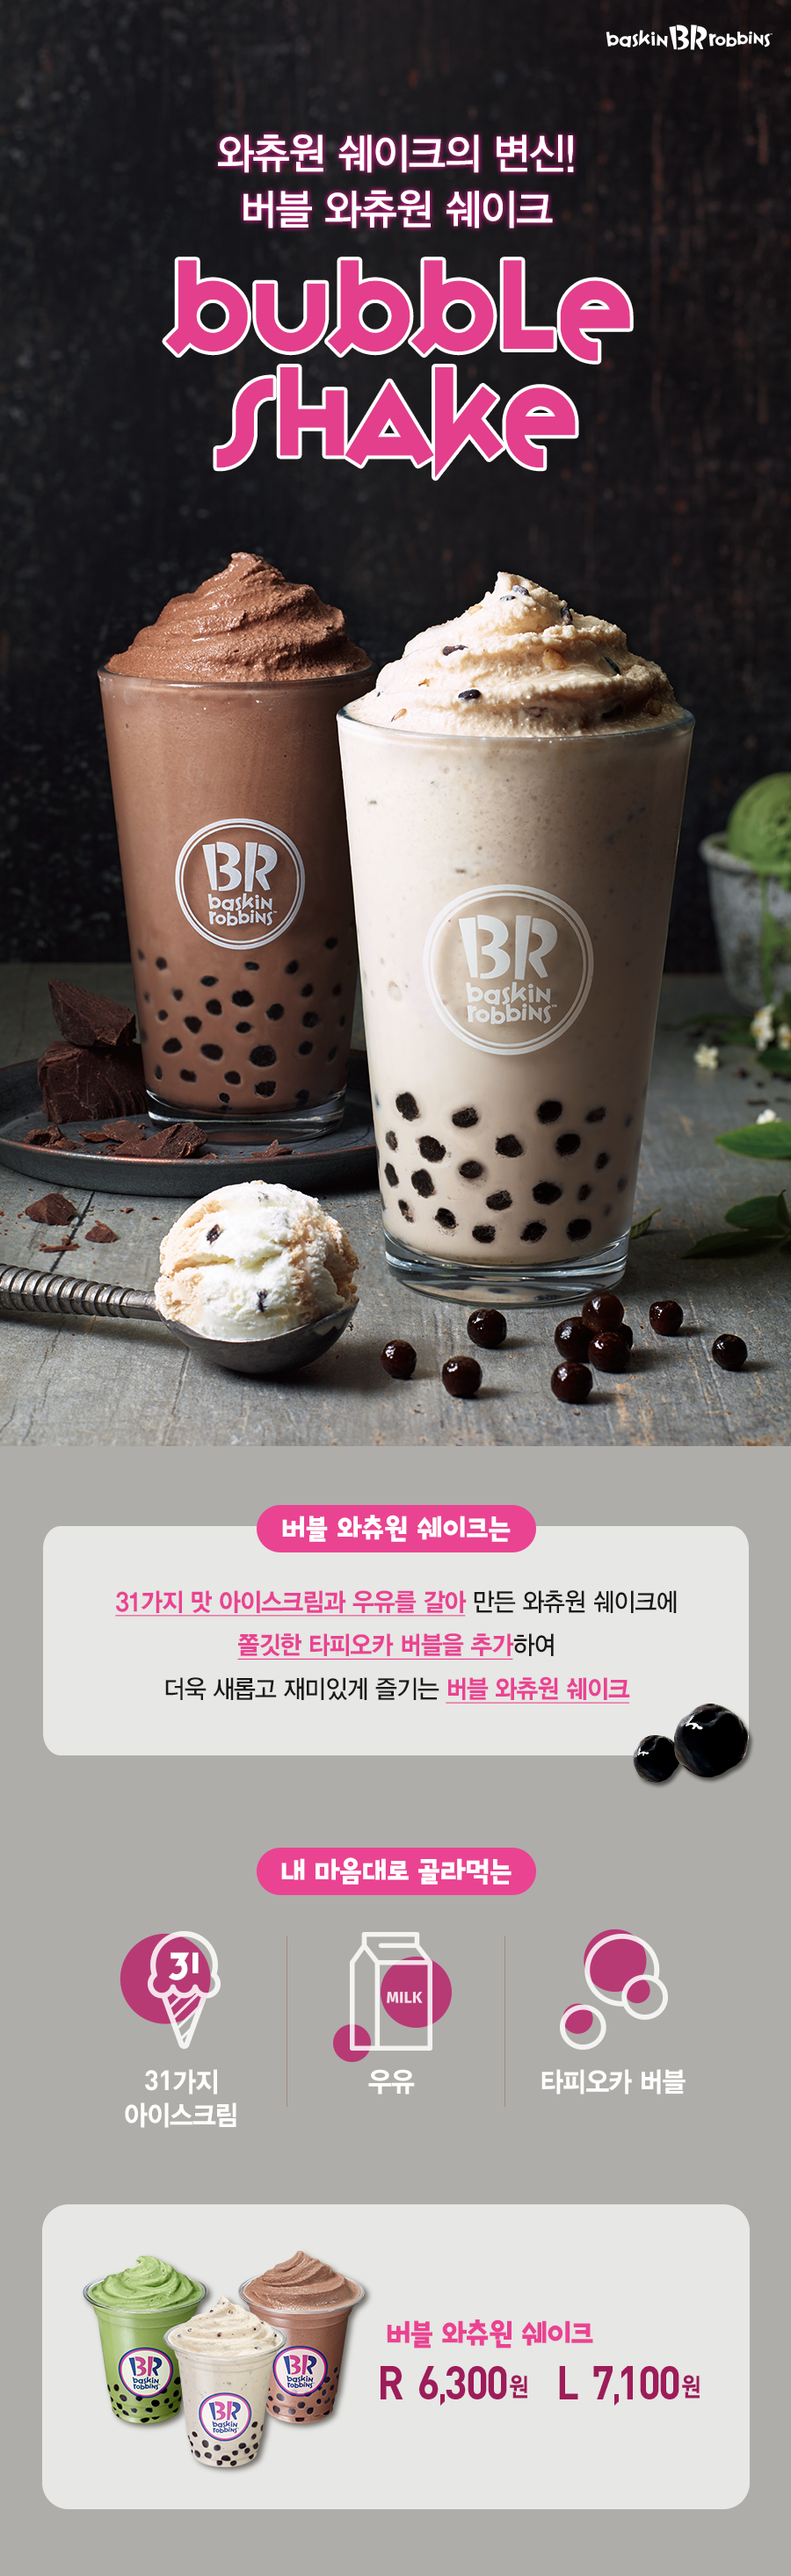 baskin BR robbins
와츄원 쉐이크의 변신!
버블 와츄원 쉐이크
bubble
SHAKe
BR
baskin
robbins™
BR
baskin
robbins™
버블 와츄원 쉐이크는
31가지 맛 아이스크림과 우유를 갈아 만든 와츄원 쉐이크에
쫄깃한 타피오카 버블을 추가하여
더욱 새롭고 재미있게 즐기는 버블 와츄원 쉐이크
내 마음대로 골라먹는
31
MILK
31가지
아이스크림
우유
타피오카 버블
BR
baskin
robbins
BR
baskin
robbins
BR
baskin
robbins
버블 와츄원 쉐이크
R 6,300원 L 7,100원